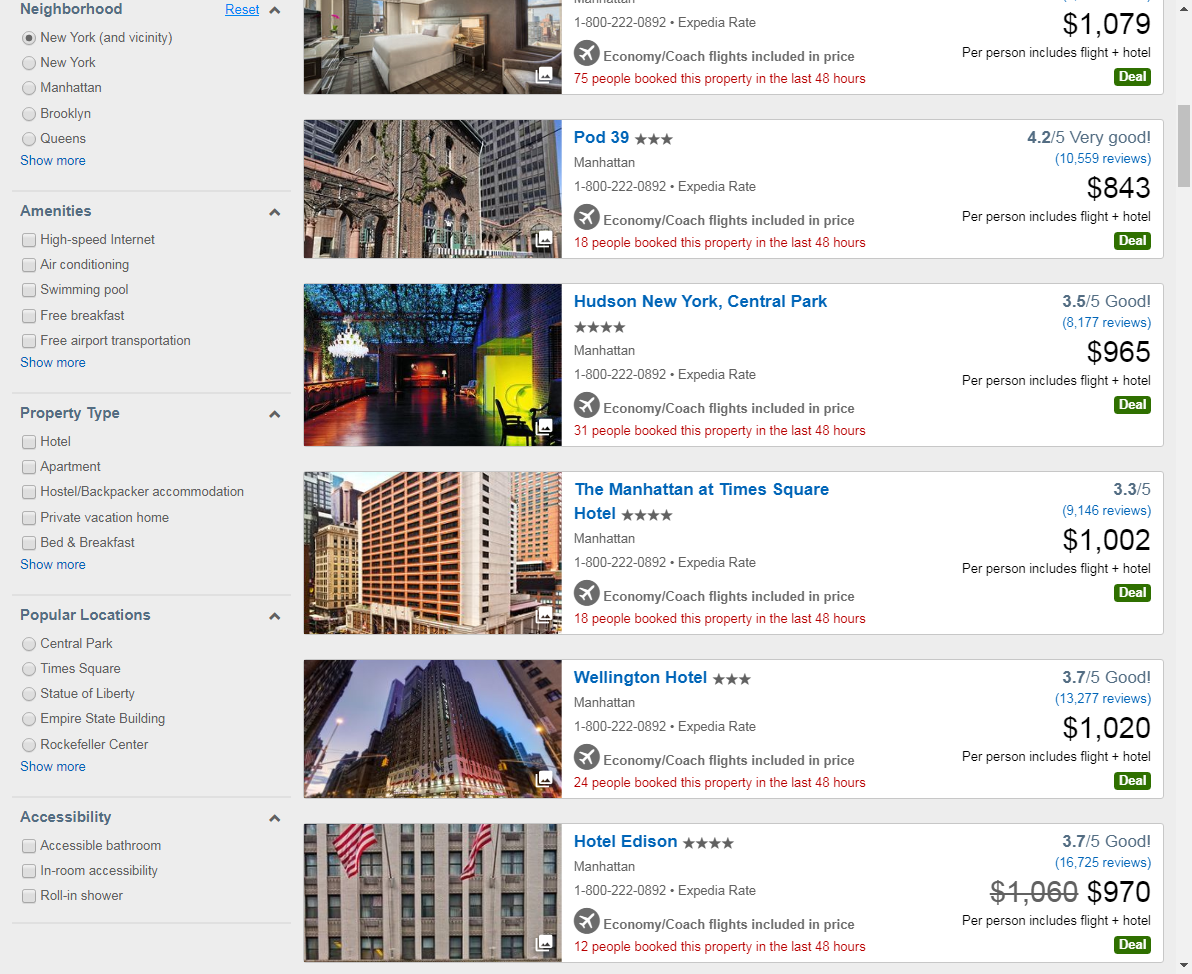 Neighborhood Reset
New York (and vicinity)
New York
Manhattan
Brooklyn
Queens
Show more
Amenities
High-speed Internet
Air conditioning
Swimming pool
Free breakfast
Free airport transportation
Show more
Property Type
Hotel
Apartment
Hostel/Backpacker accommodation
Private vacation home
Bed & Breakfast
Show more
Popular Locations
Central Park
Times Square
Statue of Liberty
Empire State Building
Rockefeller Center
Show more
Accessibility
Accessible bathroom
In-room accessibility
Roll-in shower
Manhattan
1-800-222-0892 • Expedia Rate
Economy/Coach flights included in price
75 people booked this property in the last 48 hours
$1,079
Per person includes flight + hotel
Deal
Pod 39
Manhattan
1-800-222-0892 • Expedia Rate
Economy/Coach flights included in price
18 people booked this property in the last 48 hours
4.2/5 Very good!
(10,559 reviews)
$843
Per person includes flight + hotel
Deal
Hudson New York, Central Park
Manhattan
1-800-222-0892 • Expedia Rate
Economy/Coach flights included in price
31 people booked this property in the last 48 hours
3.5/5 Good!
(8,177 reviews)
$965
Per person includes flight + hotel
Deal
The Manhattan at Times Square
Hotel
Manhattan
1-800-222-0892 • Expedia Rate
Economy/Coach flights included in price
18 people booked this property in the last 48 hours
3.3/5
(9,146 reviews)
$1,002
Per person includes flight + hotel
Deal
Wellington Hotel
Manhattan
1-800-222-0892 • Expedia Rate
Economy/Coach flights included in price
24 people booked this property in the last 48 hours
3.7/5 Good!
(13,277 reviews)
$1,020
Per person includes flight + hotel
Deal
Hotel Edison
Manhattan
1-800-222-0892 • Expedia Rate
Economy/Coach flights included in price
12 people booked this property in the last 48 hours
3.7/5 Good!
(16,725 reviews)
$1,060 $970
Per person includes flight + hotel
Deal